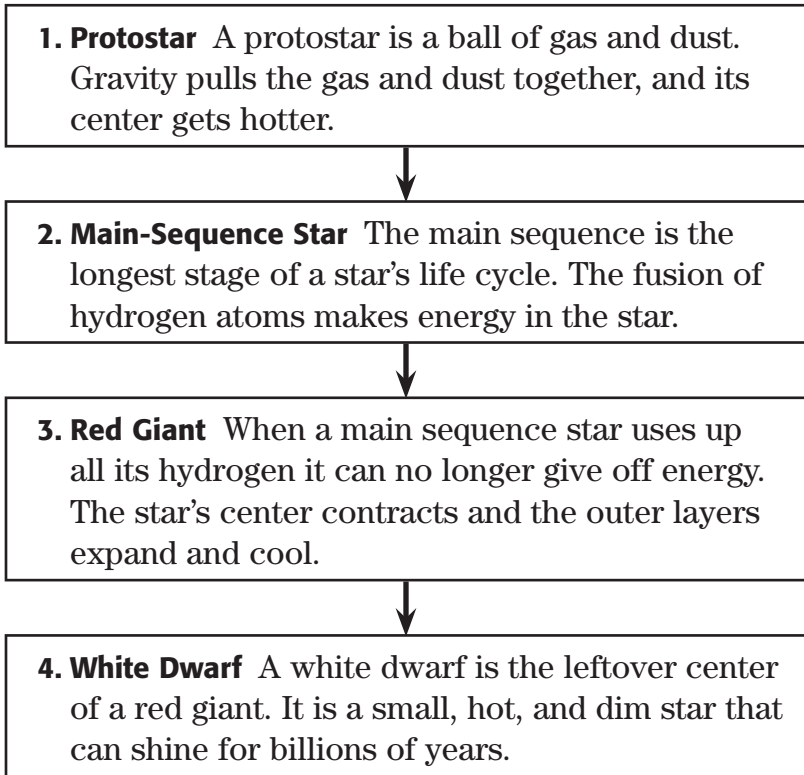 1. Protostar A protostar is a ball of gas and dust.
Gravity pulls the gas and dust together, and its
center gets hotter.
2. Main-Sequence Star The main sequence is the
longest stage of a star’s life cycle. The fusion of
hydrogen atoms makes energy in the star.
3. Red Giant When a main sequence star uses up
all its hydrogen it can no longer give off energy.
The star’s center contracts and the outer layers
expand and cool.
4. White Dwarf A white dwarf is the leftover center
of a red giant. It is a small, hot, and dim star that
can shine for billions of years.